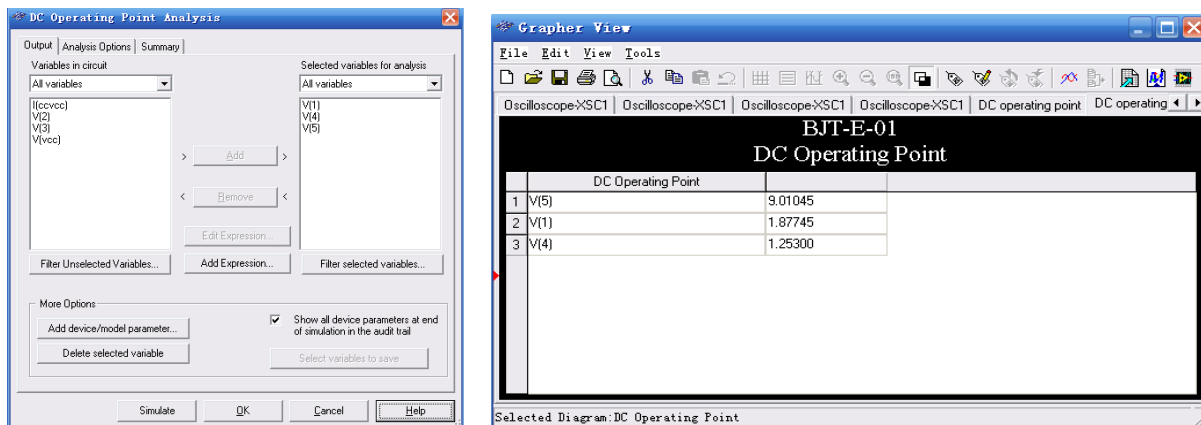 DC Operating Point Analysis
Output Analysis Options Summary
Variables in circuit
All variables
I(ccvcc)
V(2)
V(3)
V(vcc)
Selected variables for analysis
All variables
V(1)
V(4)
V(5)
> Add >
< Remove <
Edit Expression...
Filter Unselected Variables... Add Expression... Filter selected variables...
More Options
Add device/model parameter...
Delete selected variable
Show all device parameters at end
of simulation in the audit trail
Select variables to save
Simulate OK Cancel Help
Grapher View
File Edit View Tools
Oscilloscope-XSC1 Oscilloscope-XSC1 Oscilloscope-XSC1 Oscilloscope-XSC1 DC operating point DC operating
BJT-E-01
DC Operating Point
DC Operating Point
1 V(5) 9.01045
2 V(1) 1.87745
3 V(4) 1.25300
Selected Diagram:DC Operating Point